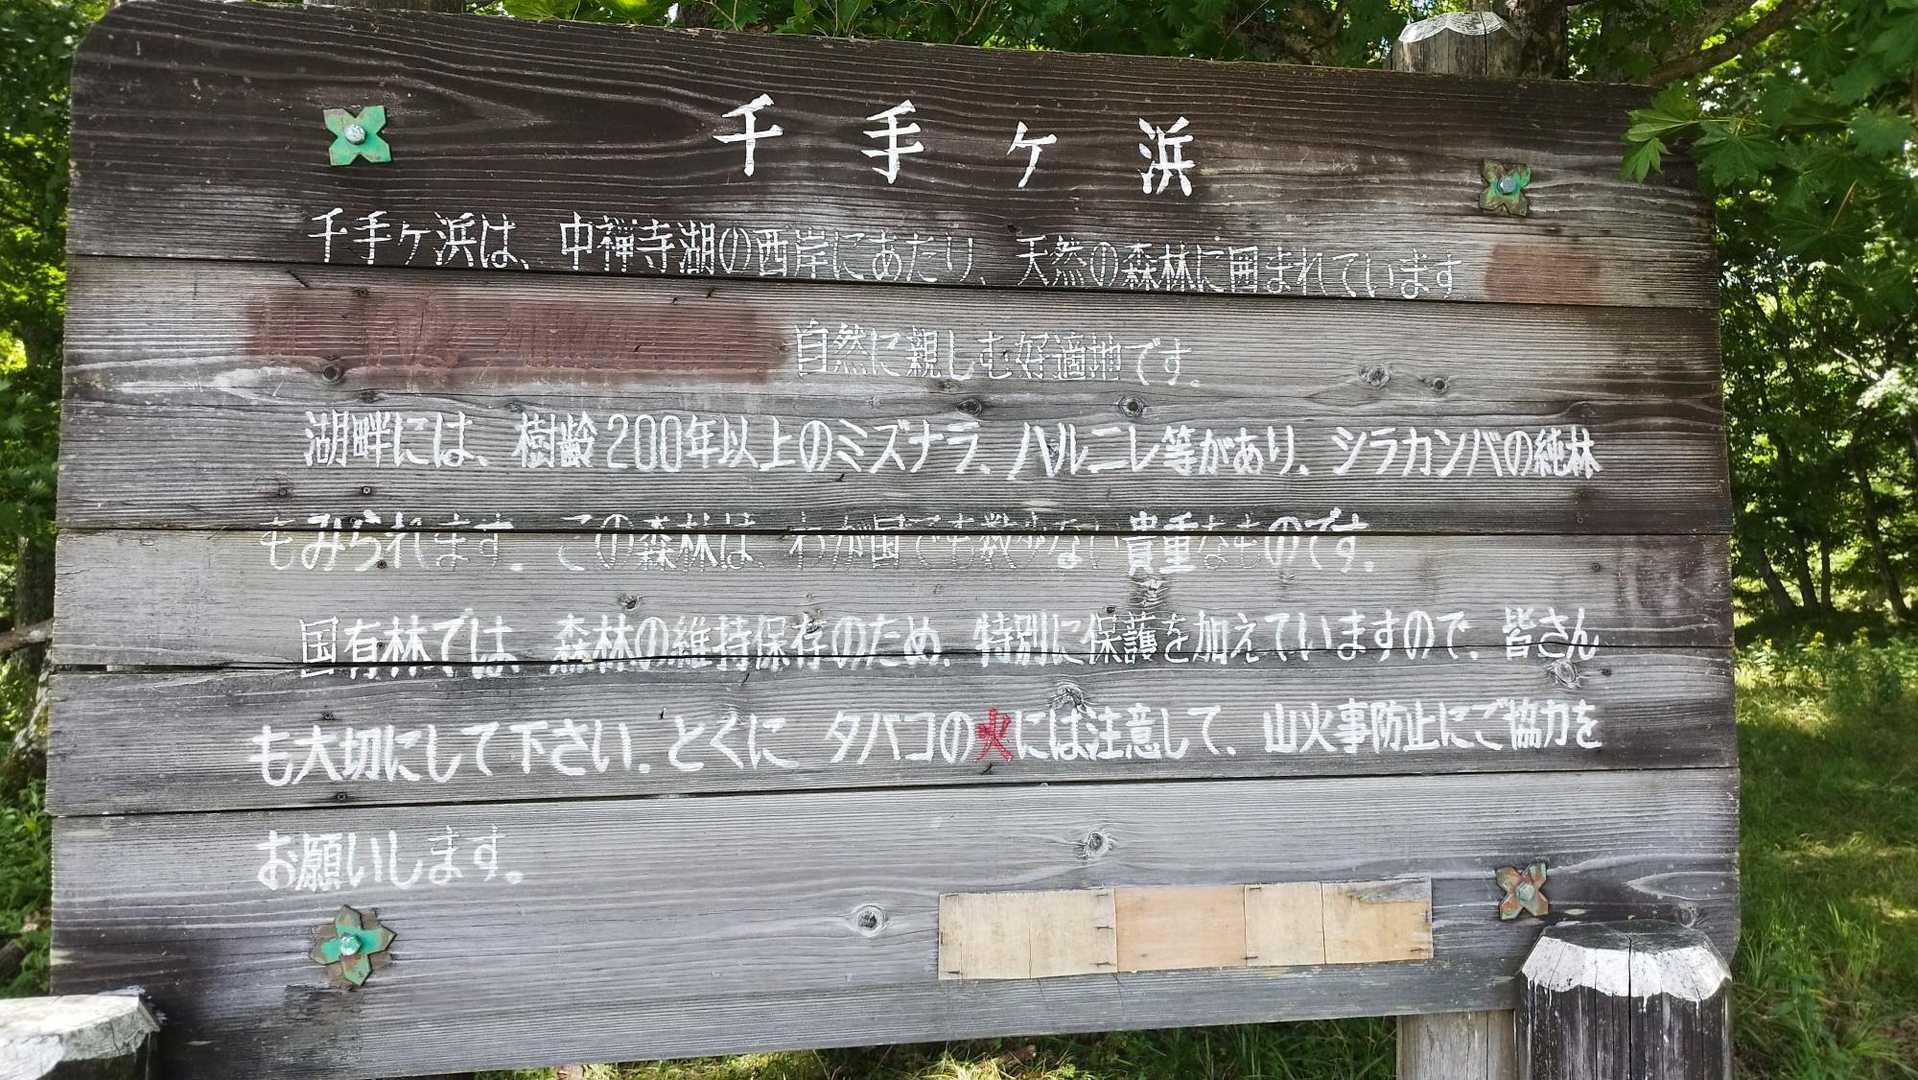 千手ヶ浜
千手ヶ浜は、中禅寺湖の西岸にあたり、天然の森林に囲まれています
自然に親しむ好適地です。
湖畔には、樹齢200年以上のミズナラ、ハルニレ等があり、シラカンバの純林
もみられます。この森林は、わが国でも数少ない貴重なものです。
国有林では、森林の維持保存のため、特別に保護を加えていますので、皆さん
も大切にして下さい。とくに タバコの火には注意して、山火事防止にご協力を
お願いします。